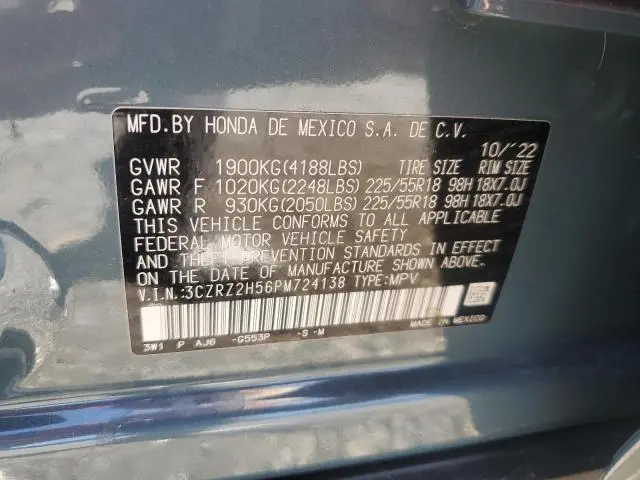 MFD.BY HONDA DE MEXICO S.A. DE C.V.
10/'22
GVWR 1900KG(4188LBS) TIRE SIZE RIM SIZE
GAWR F 1020KG(2248LBS) 225/55R18 98H 18X7.0J
GAWR R 930KG(2050LBS) 225/55R18 98H 18X7.0J
THIS VEHICLE CONFORMS TO ALL APPLICABLE
FEDERAL MOTOR VEHICLE SAFETY
AND THEFT PREVENTION STANDARDS IN EFFECT
ON THE DATE OF MANUFACTURE SHOWN ABOVE.
V.I.N.:3CZRZ2H56PM724138 TYPE:MPV
3W1 P AJ6 -G553P -S-M
MADE IN MEXICO